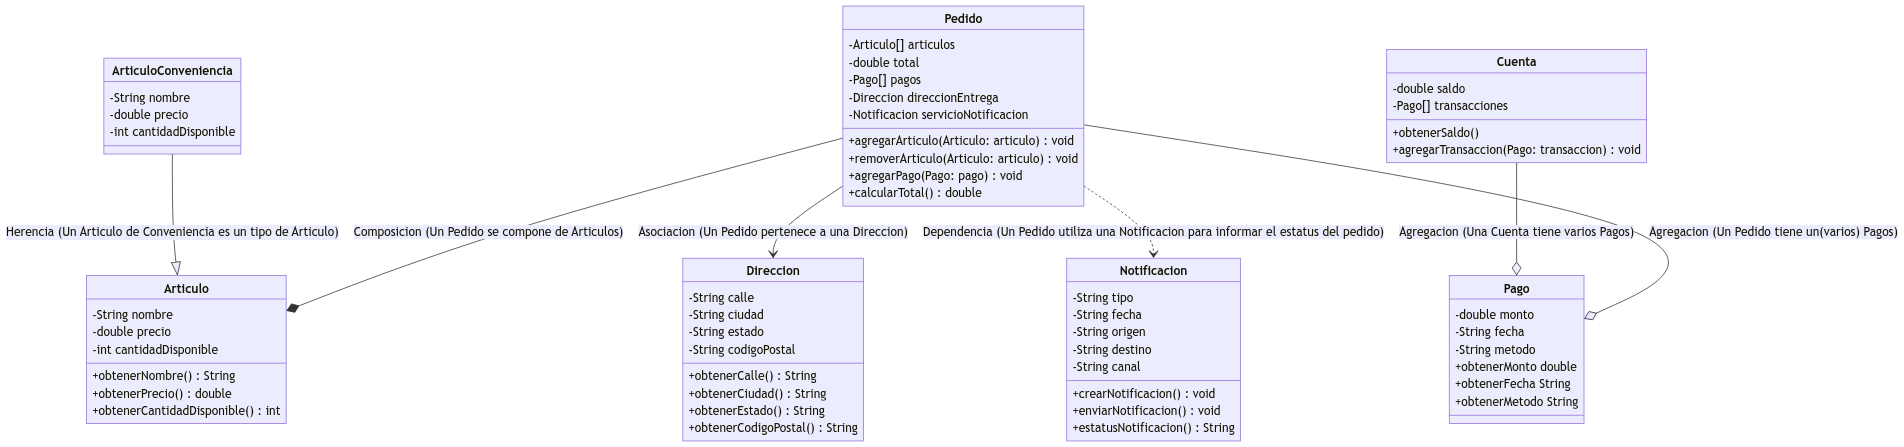 Pedido
-Articulo[] articulos
-double total
-Pago[] pagos
-Direccion direccionEntrega
-Notificacion servicioNotificacion
+agregarArticulo(Articulo: articulo) : void
+removerArticulo(Articulo: articulo) : void
+agregarPago(Pago: pago) : void
+calcularTotal() : double
ArticuloConveniencia
-String nombre
-double precio
-int cantidadDisponible
Cuenta
-double saldo
-Pago[] transacciones
+obtenerSaldo()
+agregarTransaccion(Pago: transaccion) : void
Herencia (Un Articulo de Conveniencia es un tipo de Articulo)
Composicion (Un Pedido se compone de Articulos)
Asociacion (Un Pedido pertenece a una Direccion)
Dependencia (Un Pedido utiliza una Notificacion para informar el estatus del pedido)
Agregacion (Una Cuenta tiene varios Pagos)
Agregacion (Un Pedido tiene un(varios) Pagos)
Articulo
-String nombre
-double precio
-int cantidadDisponible
+obtenerNombre() : String
+obtenerPrecio() : double
+obtenerCantidadDisponible() : int
Direccion
-String calle
-String ciudad
-String estado
-String codigoPostal
+obtenerCalle() : String
+obtenerCiudad() : String
+obtenerEstado() : String
+obtenerCodigoPostal() : String
Notificacion
-String tipo
-String fecha
-String origen
-String destino
-String canal
+crearNotificacion() : void
+enviarNotificacion() : void
+estatusNotificacion() : String
Pago
-double monto
-String fecha
-String metodo
+obtenerMonto double
+obtenerFecha String
+obtenerMetodo String